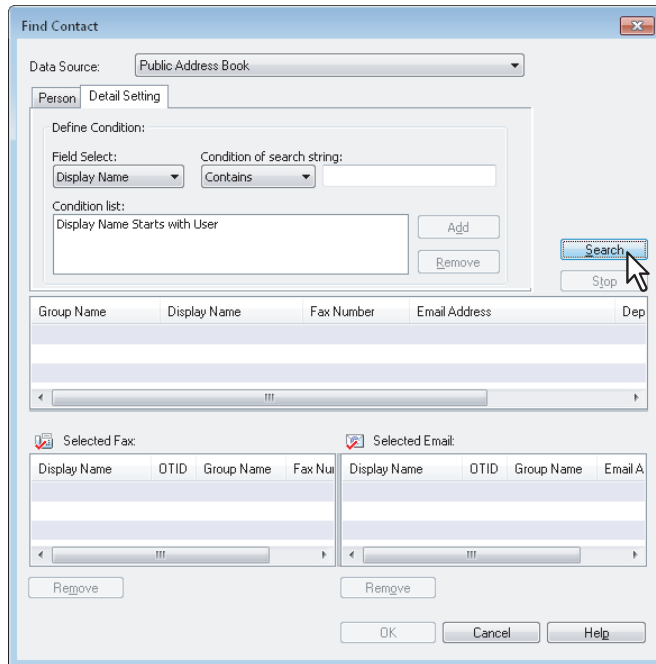 Find Contact
Data Source: Public Address Book
Person Detail Setting
Define Condition:
Field Select: Condition of search string:
Display Name Contains
Condition list:
Display Name Starts with User
Add
Remove
Search
Stop
Group Name Display Name Fax Number Email Address Dep
Selected Fax: Selected Email:
Display Name OTID Group Name Fax Nu Display Name OTID Group Name Email A
Remove Remove
OK Cancel Help